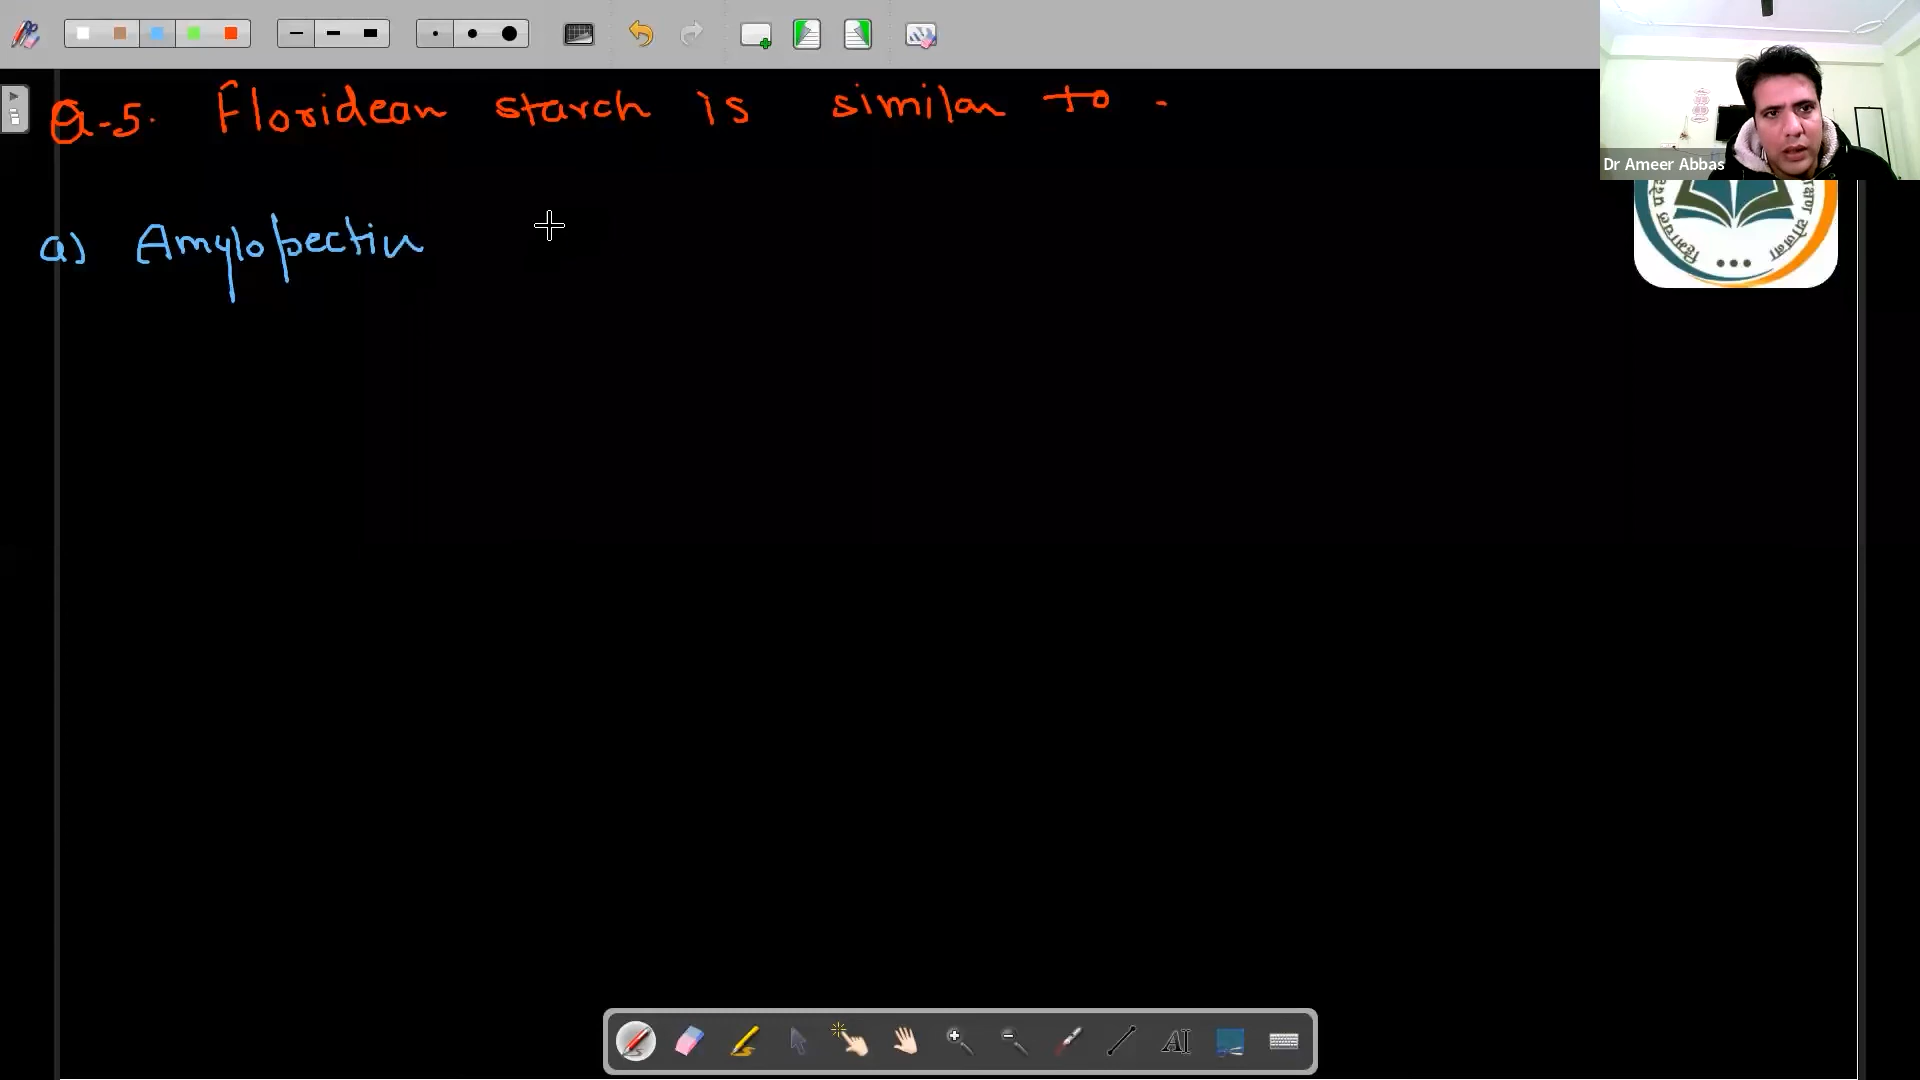 Q-5. Floridean starch is similar to -
Dr Ameer Abbas
a) Amylopectin